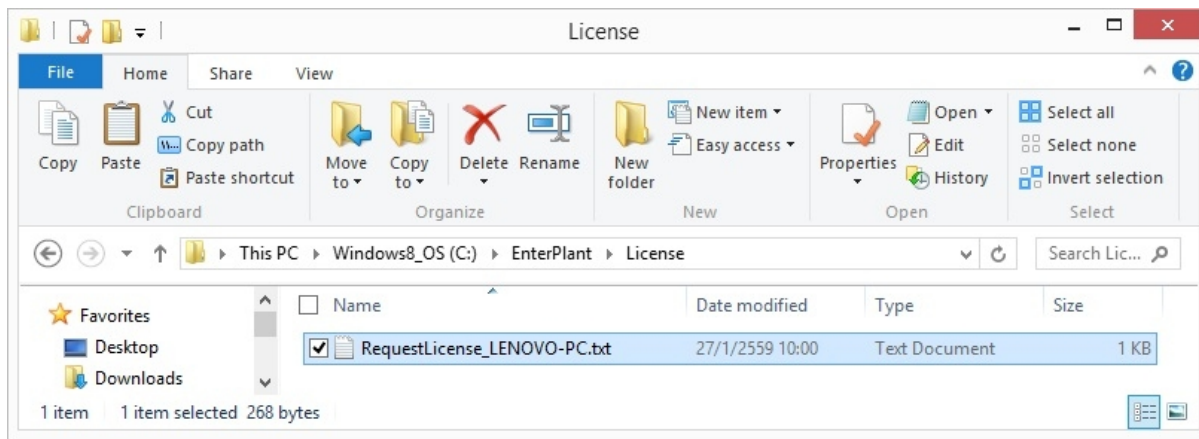 License
File Home Share View
Copy
Paste
Cut
Copy path
Paste shortcut
Clipboard
Move to
Copy to
Delete
Rename
Organize
New folder
New item
Easy access
New
Properties
Open
Edit
History
Open
Select all
Select none
Invert selection
Select
This PC Windows8_OS (C:) EnterPlant License
Search Lic...
Favorites
Desktop
Downloads
Name Date modified Type Size
RequestLicense_LENOVO-PC.txt 27/1/2559 10:00 Text Document 1 KB
1 item 1 item selected 268 bytes